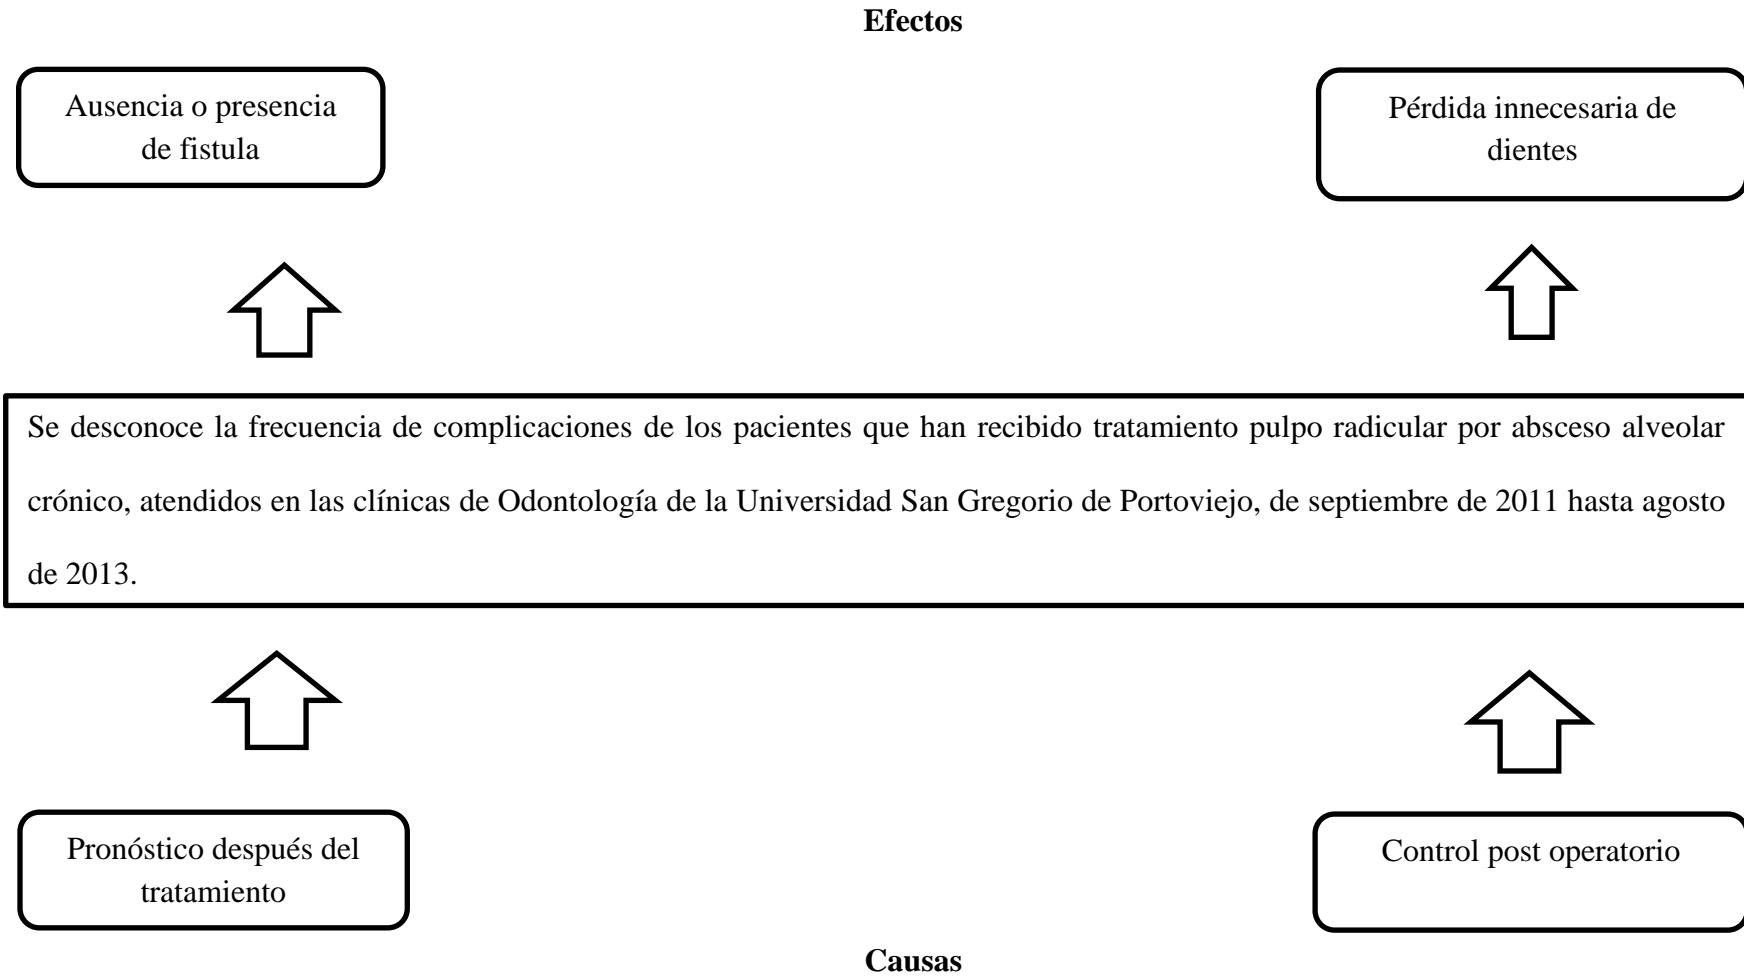 Efectos
Ausencia o presencia
de fistula
Pérdida innecesaria de
dientes
Se desconoce la frecuencia de complicaciones de los pacientes que han recibido tratamiento pulpo radicular por absceso alveolar
crónico, atendidos en las clínicas de Odontología de la Universidad San Gregorio de Portoviejo, de septiembre de 2011 hasta agosto
de 2013.
Pronóstico después del
tratamiento
Control post operatorio
Causas